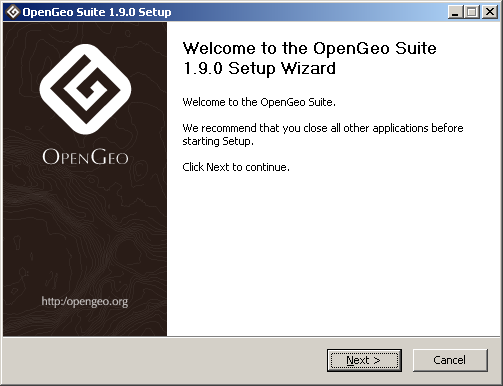 OpenGeo Suite 1.9.0 Setup
Welcome to the OpenGeo Suite
1.9.0 Setup Wizard
Welcome to the OpenGeo Suite.
We recommend that you close all other applications before
starting Setup.
Click Next to continue.
OPENGEO
http:/opengeo.org
Next >
Cancel